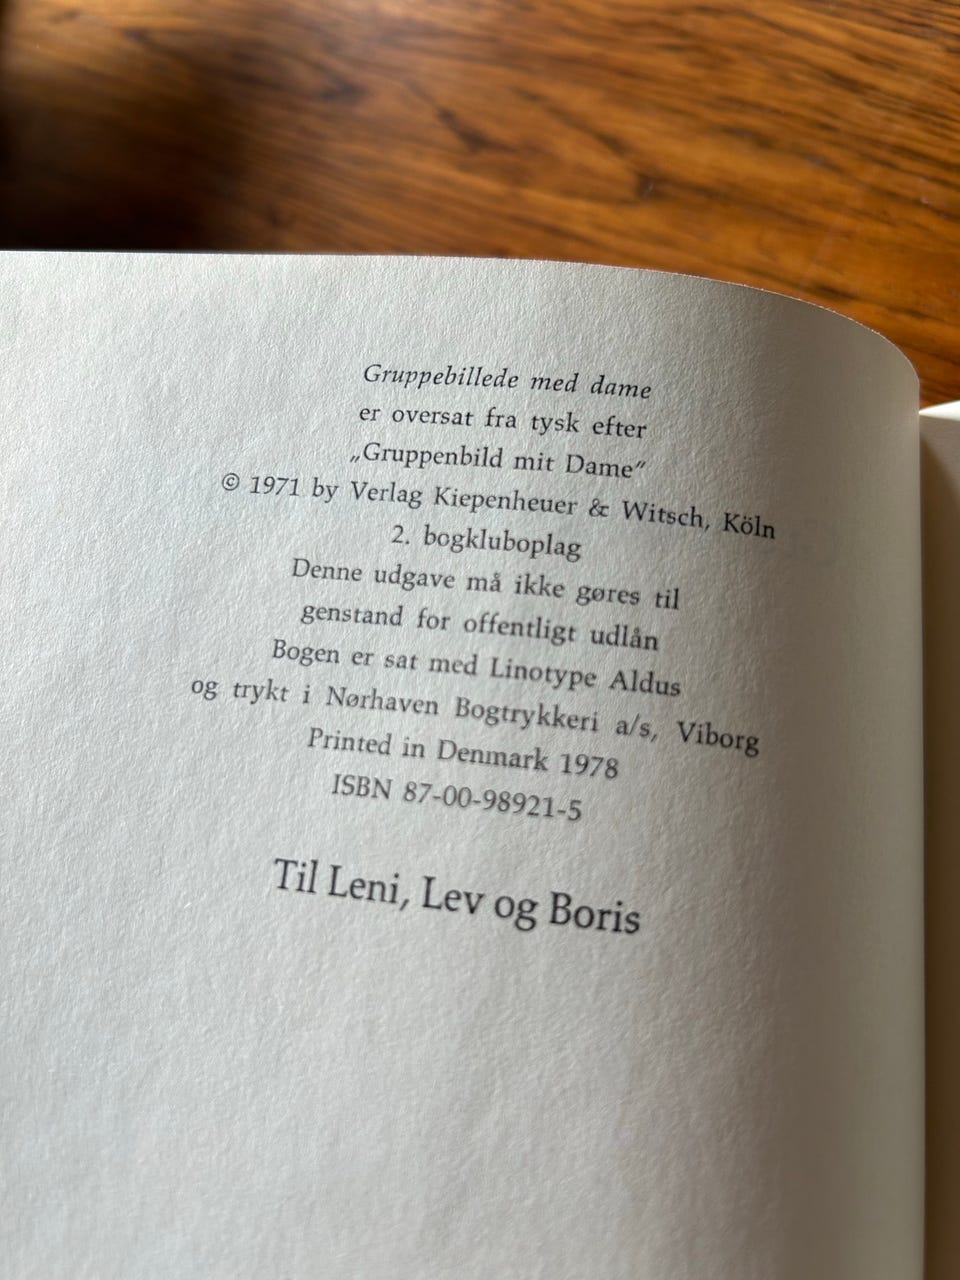 Gruppebillede med dame
er oversat fra tysk efter
„Gruppenbild mit Dame"
© 1971 by Verlag Kiepenheuer & Witsch, Köln
2. bogkluboplag
Denne udgave må ikke gøres til
genstand for offentligt udlån
Bogen er sat med Linotype Aldus
og trykt i Nørhaven Bogtrykkeri a/s, Viborg
Printed in Denmark 1978
ISBN 87-00-98921-5
Til Leni, Lev og Boris